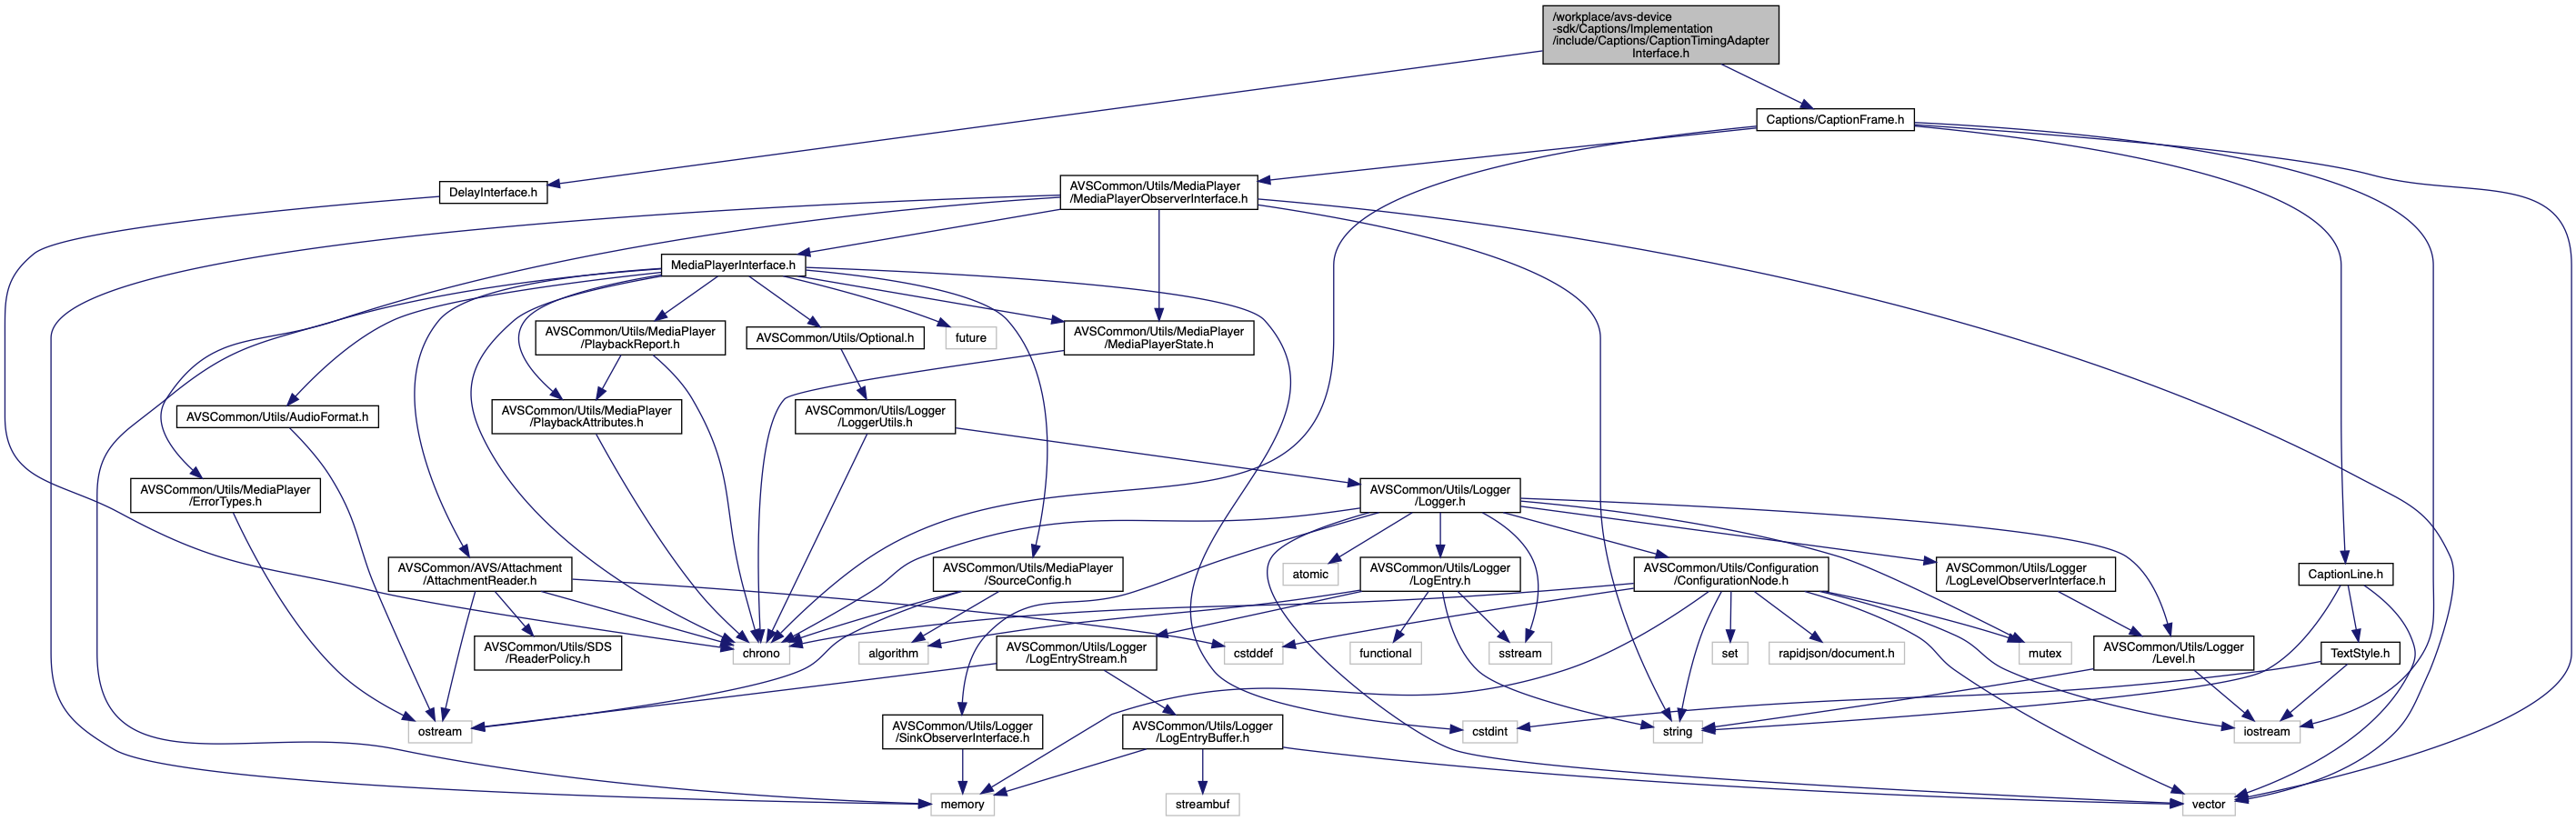 /workplace/avs-device
-sdk/Captions/Implementation
/include/Captions/CaptionTimingAdapter
Interface.h
Captions/CaptionFrame.h
DelayInterface.h
AVSCommon/Utils/MediaPlayer
/MediaPlayerObserverInterface.h
MediaPlayerInterface.h
AVSCommon/Utils/MediaPlayer
/PlaybackReport.h
AVSCommon/Utils/Optional.h
future
AVSCommon/Utils/MediaPlayer
/MediaPlayerState.h
AVSCommon/Utils/AudioFormat.h
AVSCommon/Utils/MediaPlayer
/PlaybackAttributes.h
AVSCommon/Utils/Logger
/LoggerUtils.h
AVSCommon/Utils/MediaPlayer
/ErrorTypes.h
AVSCommon/Utils/Logger
/Logger.h
AVSCommon/AVS/Attachment
/AttachmentReader.h
AVSCommon/Utils/MediaPlayer
/SourceConfig.h
atomic
AVSCommon/Utils/Logger
/LogEntry.h
AVSCommon/Utils/Configuration
/ConfigurationNode.h
AVSCommon/Utils/Logger
/LogLevelObserverInterface.h
CaptionLine.h
AVSCommon/Utils/SDS
/ReaderPolicy.h
chrono
algorithm
AVSCommon/Utils/Logger
/LogEntryStream.h
cstddef
functional
sstream
set
rapidjson/document.h
mutex
AVSCommon/Utils/Logger
/Level.h
TextStyle.h
ostream
AVSCommon/Utils/Logger
/SinkObserverInterface.h
AVSCommon/Utils/Logger
/LogEntryBuffer.h
cstdint
string
iostream
memory
streambuf
vector